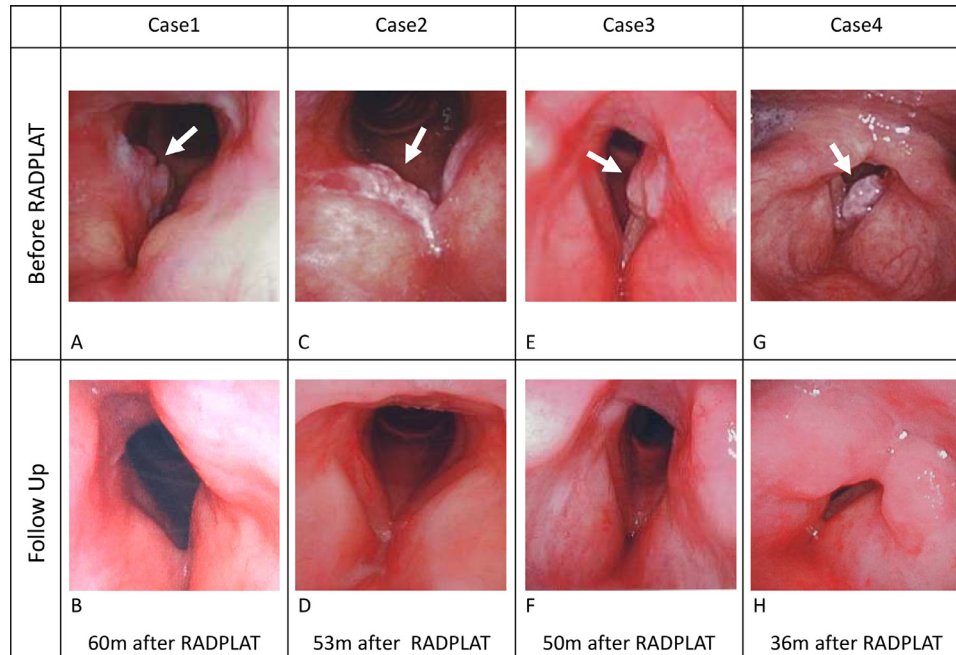 Case1 Case2 Case3 Case4
Before RADPLAT
A C E G
Follow Up
B D F H
60m after RADPLAT 53m after RADPLAT 50m after RADPLAT 36m after RADPLAT